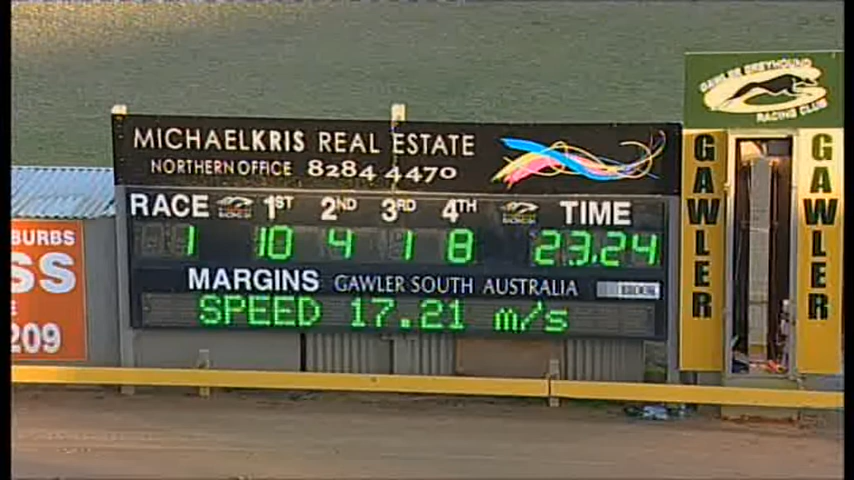 GAWLER GREYHOUND
RACING CLUB
MICHAELKRIS REAL ESTATE
NORTHERN OFFICE 8284 4470
RACE 1ST 2ND 3RD 4TH TIME
1 10 4 1 8 23.24
MARGINS GAWLER SOUTH AUSTRALIA
SPEED 17.21 m/s
GAWLER
GAWLER
URBS
SS
209